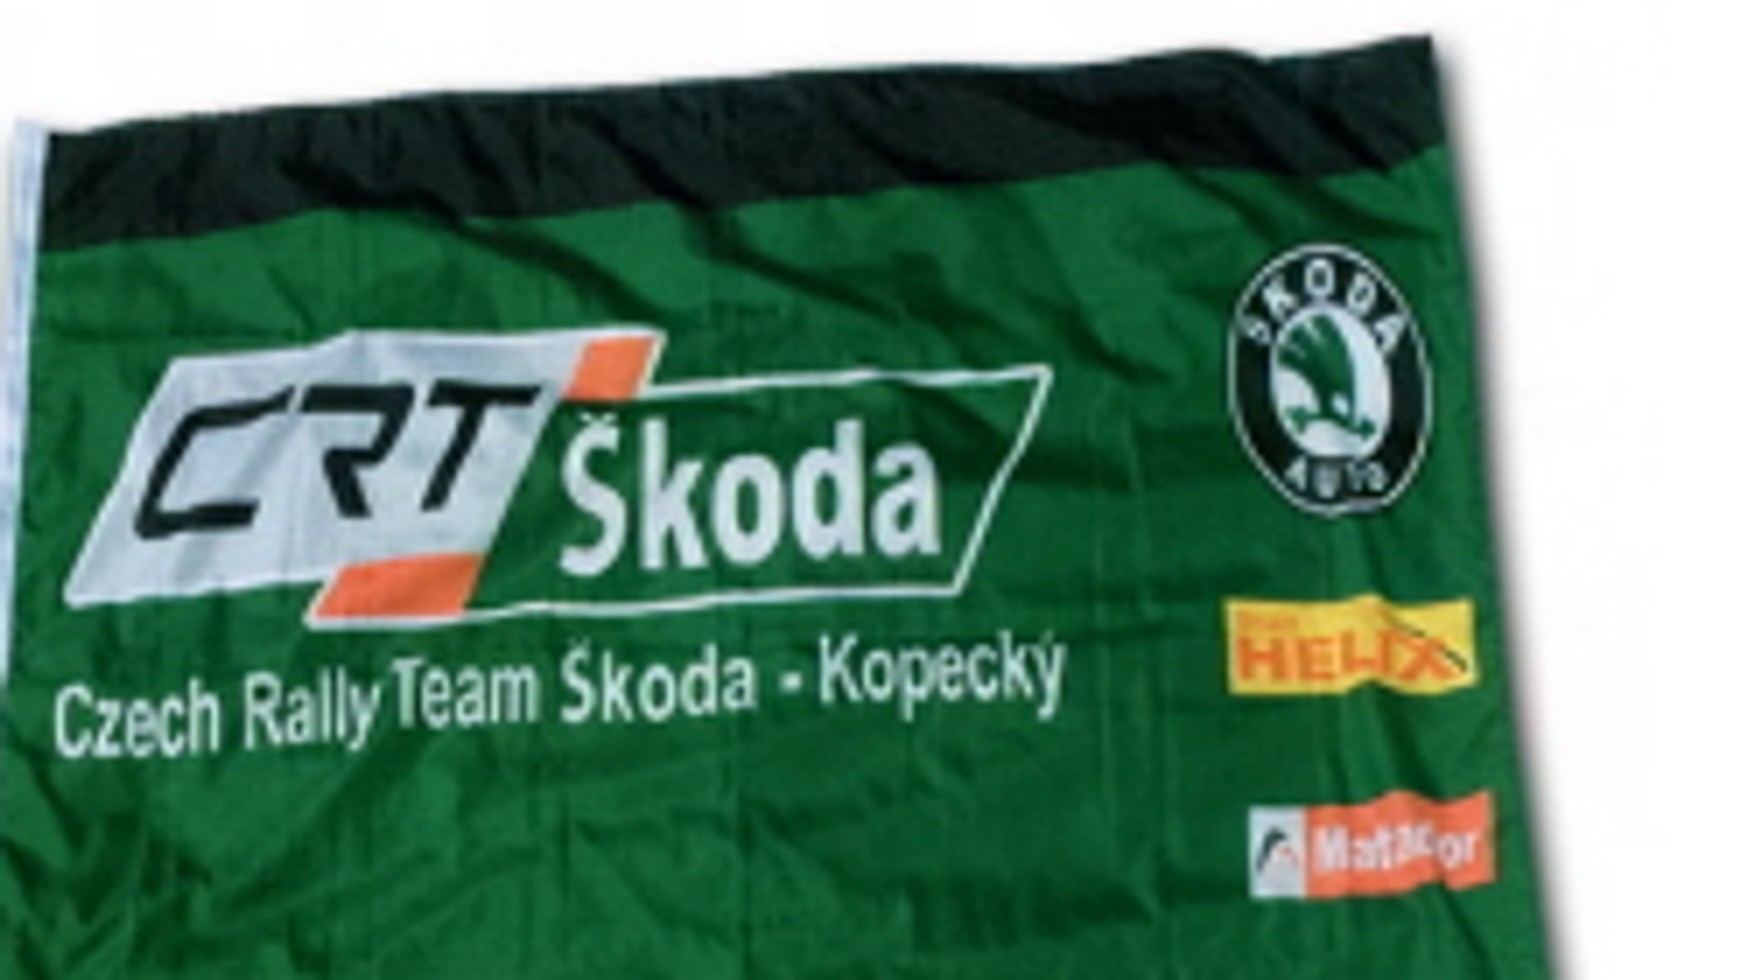 CRT
Škoda
Czech Rally Team Škoda - Kopecký
ŠKODA
AUTO
HELIX
Matador